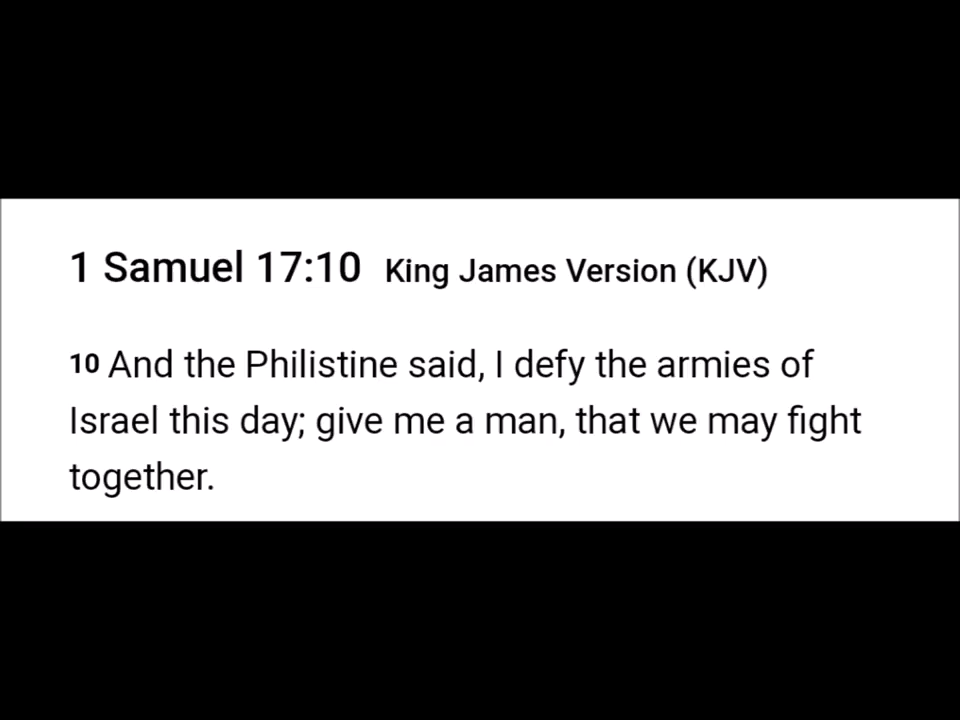 1 Samuel 17:10 King James Version (KJV)
10 And the Philistine said, I defy the armies of
Israel this day; give me a man, that we may fight
together.